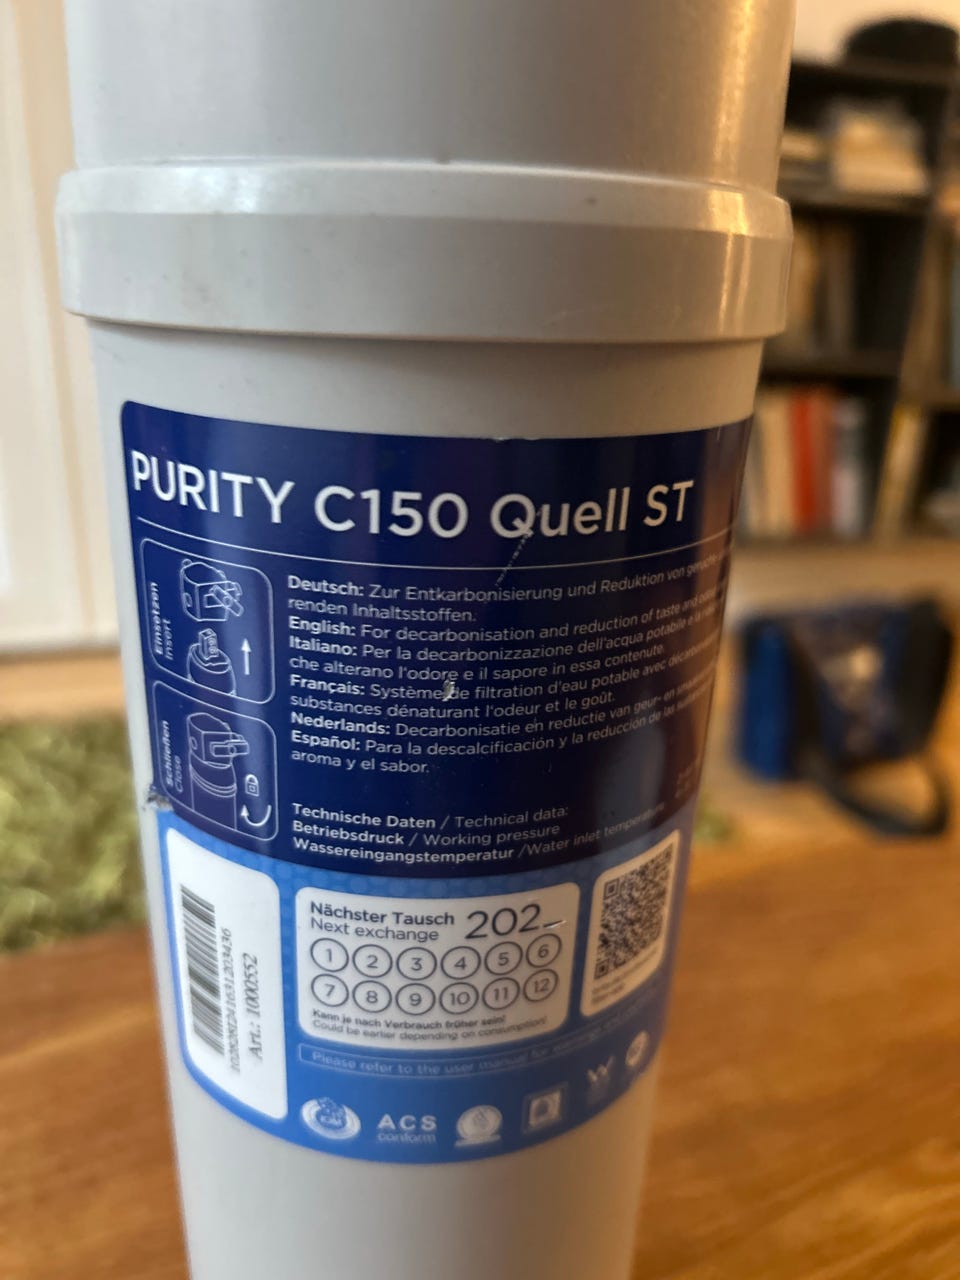 PURITY C150 Quell ST
Einsetzen
Insert
Schließen
Close
Deutsch: Zur Entkarbonisierung und Reduktion von
renden Inhaltsstoffen.
English: For decarbonisation and reduction of taste and
Italiano: Per la decarbonizzazione dell'acqua potabile e la
che alterano l'odore e il sapore in essa contenute.
Français: Système de filtration d'eau potable avec
substances dénaturant l'odeur et le goût.
Nederlands: Decarbonisatie en reductie van geur- en
Español: Para la descalcificación y la reducción de las
aroma y el sabor.
Technische Daten / Technical data:
Betriebsdruck / Working pressure
Wassereingangstemperatur /Water inlet temperature
Art.: 1000552
Nächster Tausch 202_
Next exchange
1 2 3 4 5 6
7 8 9 10 11 12
Kann je nach Verbrauch früher sein!
Could be earlier depending on consumption!
Please refer to the user manual for
ACS
conform